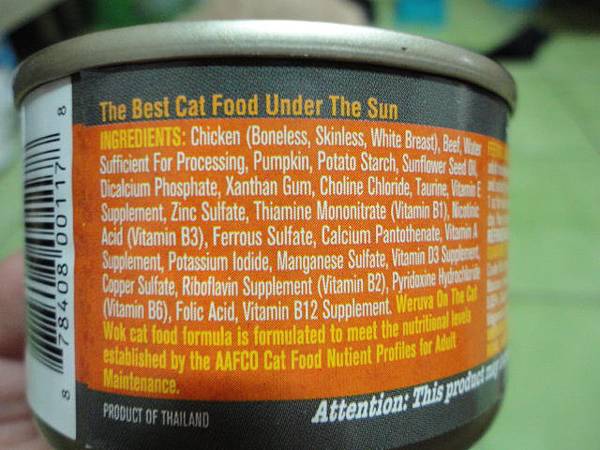 The Best Cat Food Under The Sun
INGREDIENTS: Chicken (Boneless, Skinless, White Breast), Beef, Water
Sufficient For Processing, Pumpkin, Potato Starch, Sunflower Seed Oil,
Dicalcium Phosphate, Xanthan Gum, Choline Chloride, Taurine, Vitamin E
Supplement, Zinc Sulfate, Thiamine Mononitrate (Vitamin B1), Nicotinic
Acid (Vitamin B3), Ferrous Sulfate, Calcium Pantothenate, Vitamin A
Supplement, Potassium Iodide, Manganese Sulfate, Vitamin D3 Supplement,
Copper Sulfate, Riboflavin Supplement (Vitamin B2), Pyridoxine Hydrochloride
(Vitamin B6), Folic Acid, Vitamin B12 Supplement. Weruva On The Cat
Wok cat food formula is formulated to meet the nutritional levels
established by the AAFCO Cat Food Nutient Profiles for Adult
Maintenance.
PRODUCT OF THAILAND
Attention: This product may
8 78408 00117 8